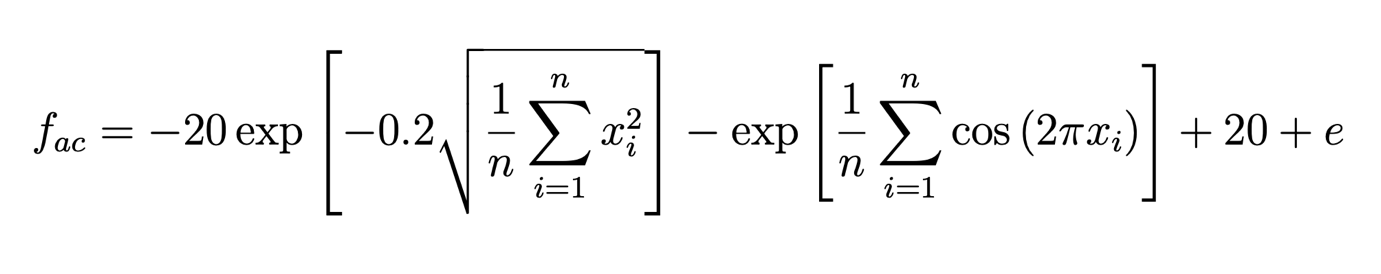 f_{ac} = -20 \exp \left[ -0.2 \sqrt{\frac{1}{n} \sum_{i=1}^{n} x_i^2} \right] - \exp \left[ \frac{1}{n} \sum_{i=1}^{n} \cos (2\pi x_i) \right] + 20 + e